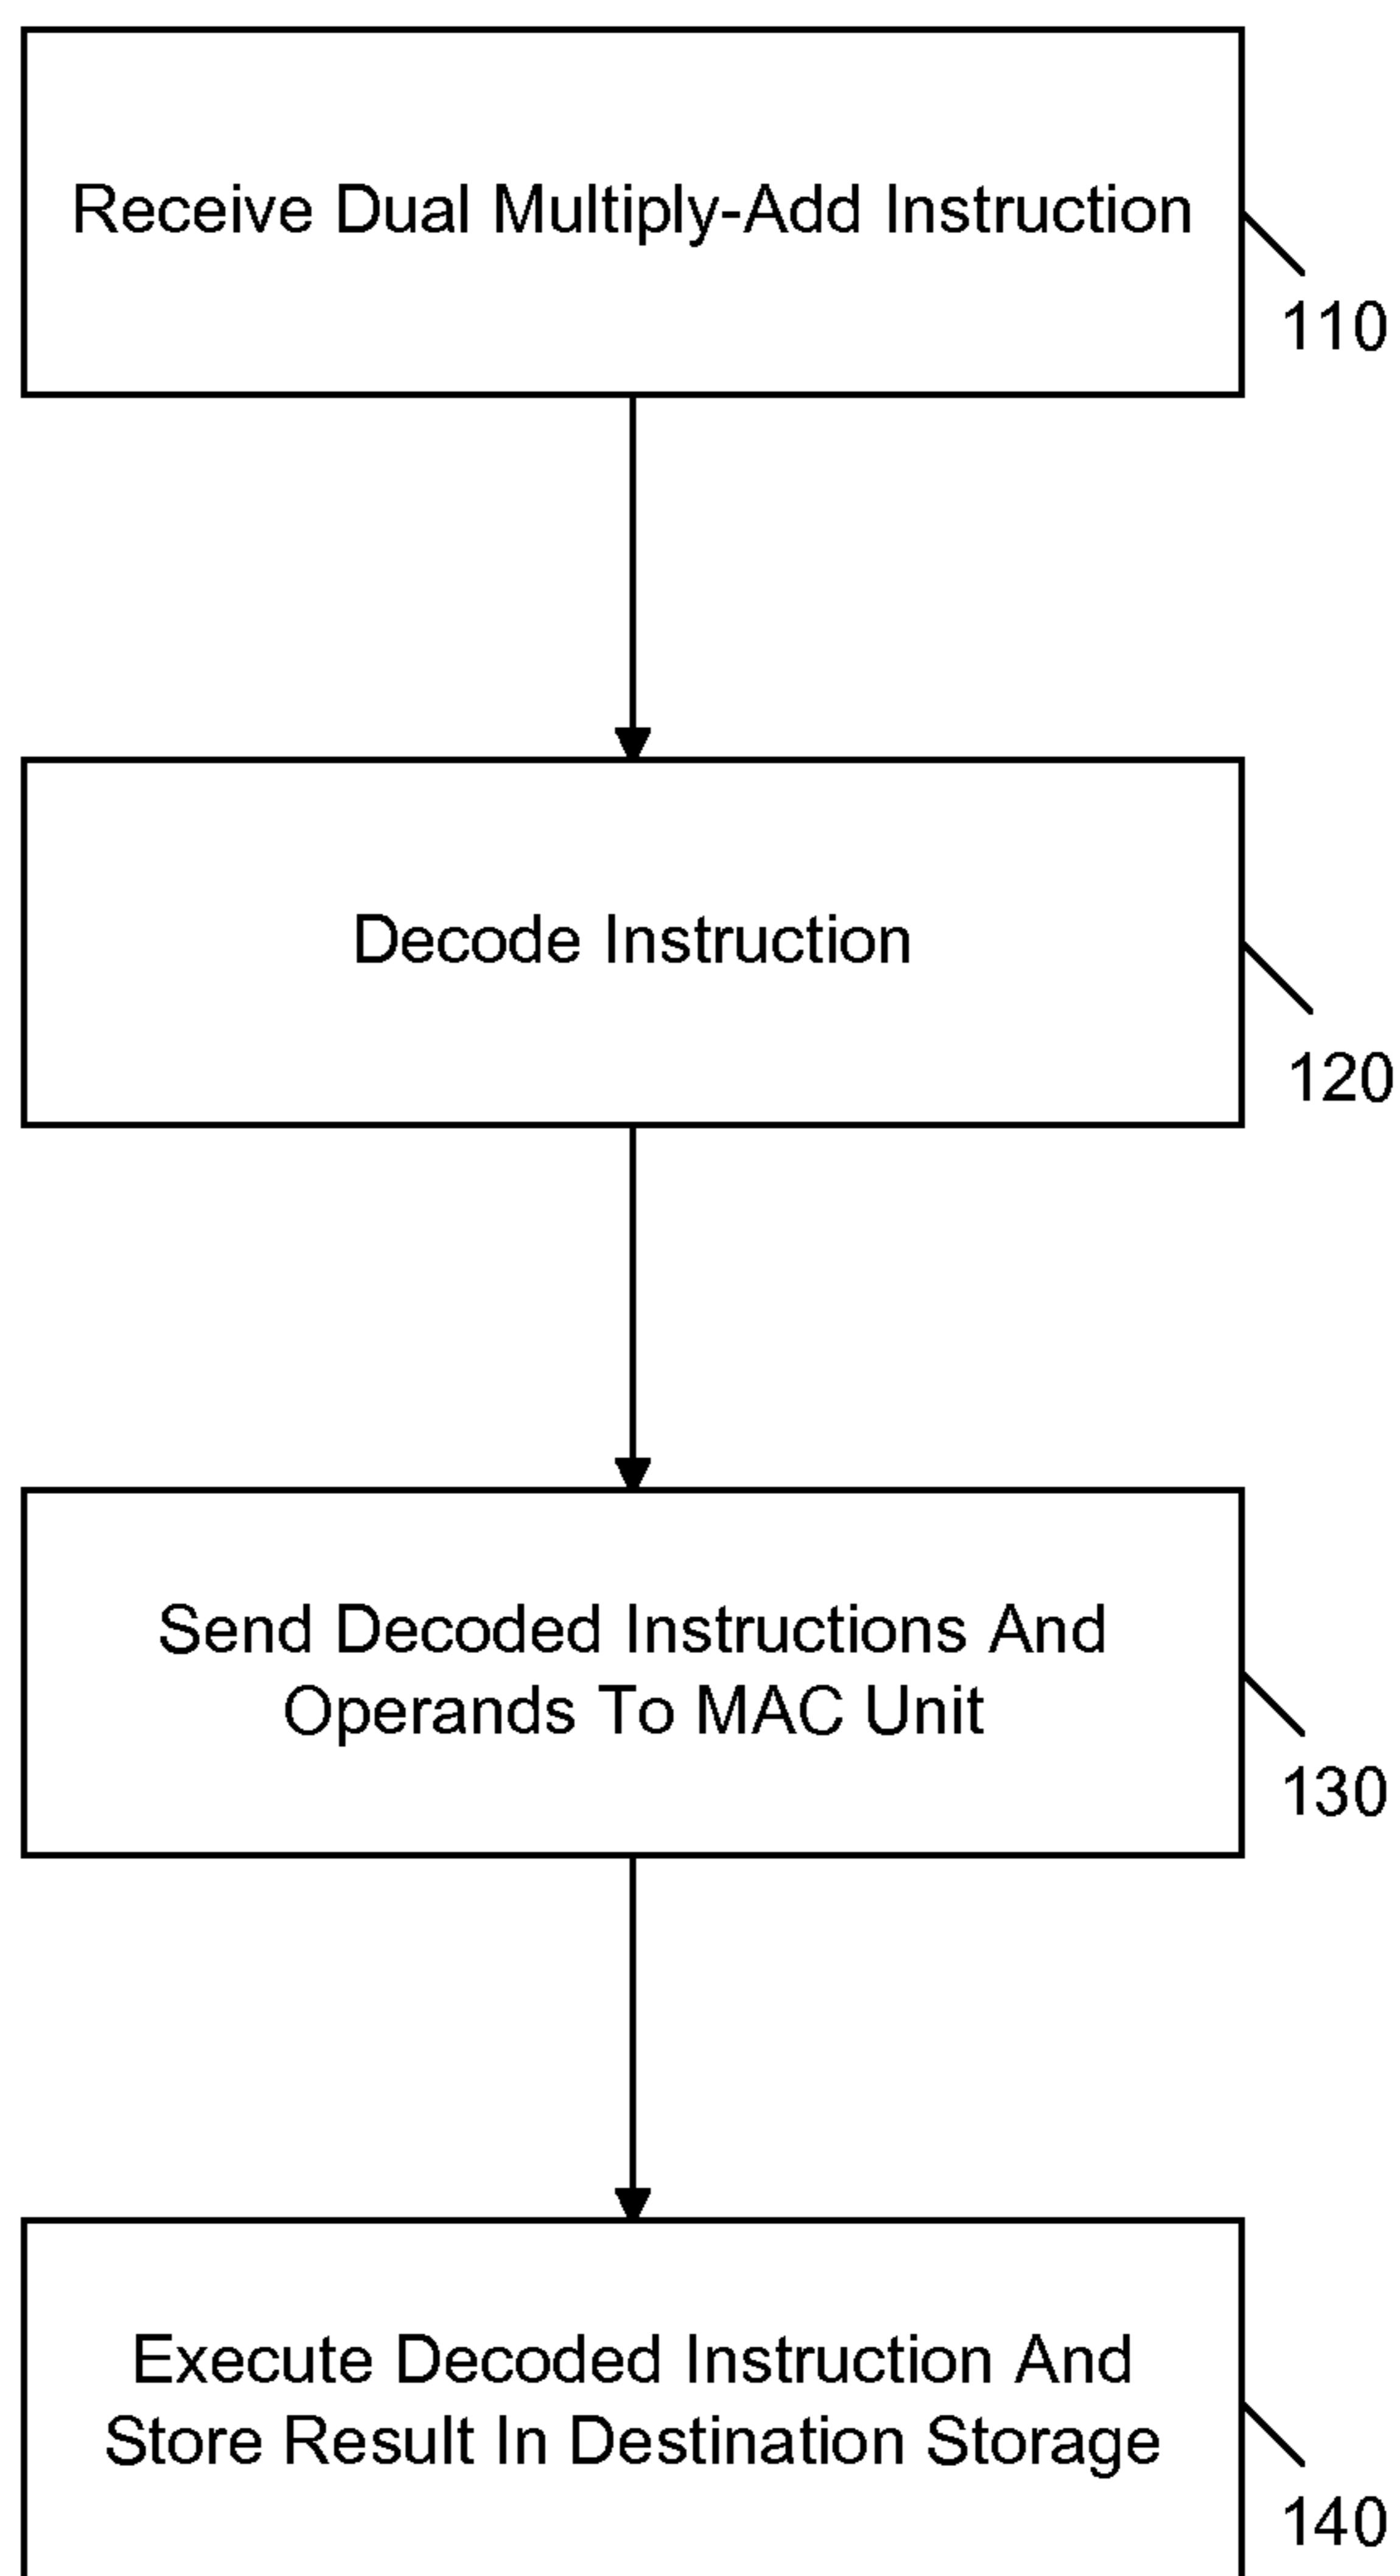 Receive Dual Multiply-Add Instruction
110
Decode Instruction
120
Send Decoded Instructions And
Operands To MAC Unit
130
Execute Decoded Instruction And
Store Result In Destination Storage
140